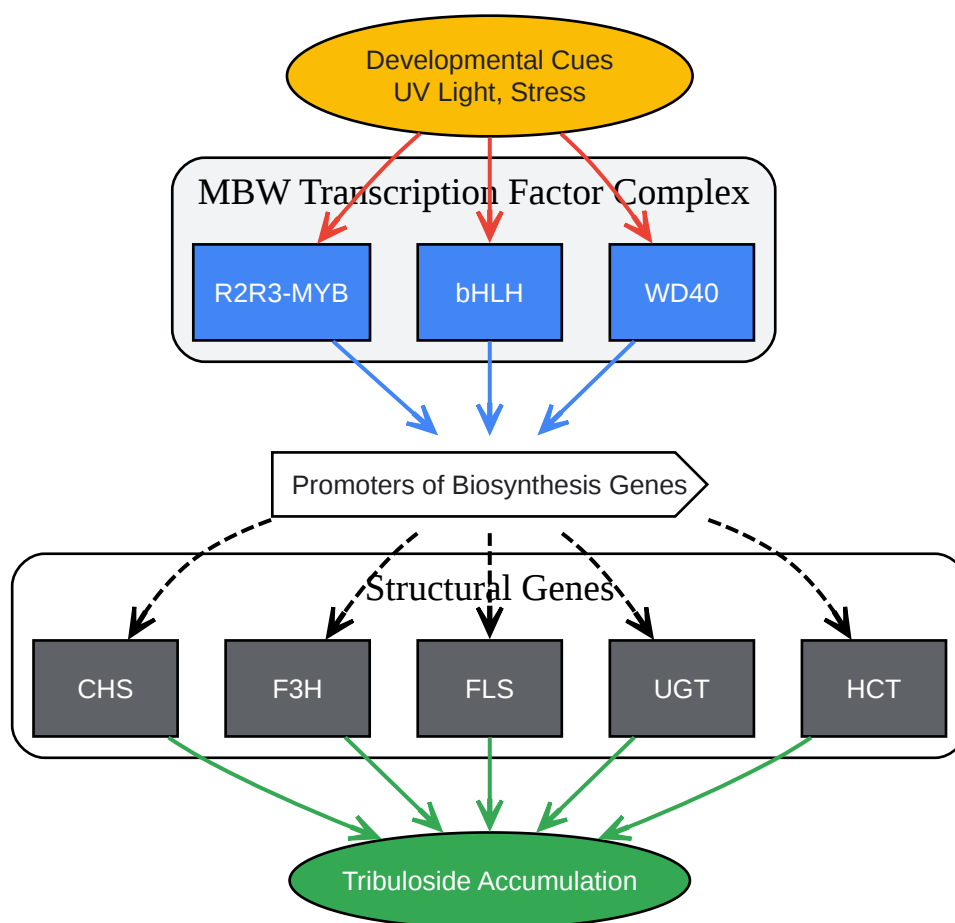 Developmental Cues
UV Light, Stress
MBW Transcription Factor Complex
R2R3-MYB
bHLH
WD40
Promoters of Biosynthesis Genes
Structural Genes
CHS
F3H
FLS
UGT
HCT
Tribuloside Accumulation